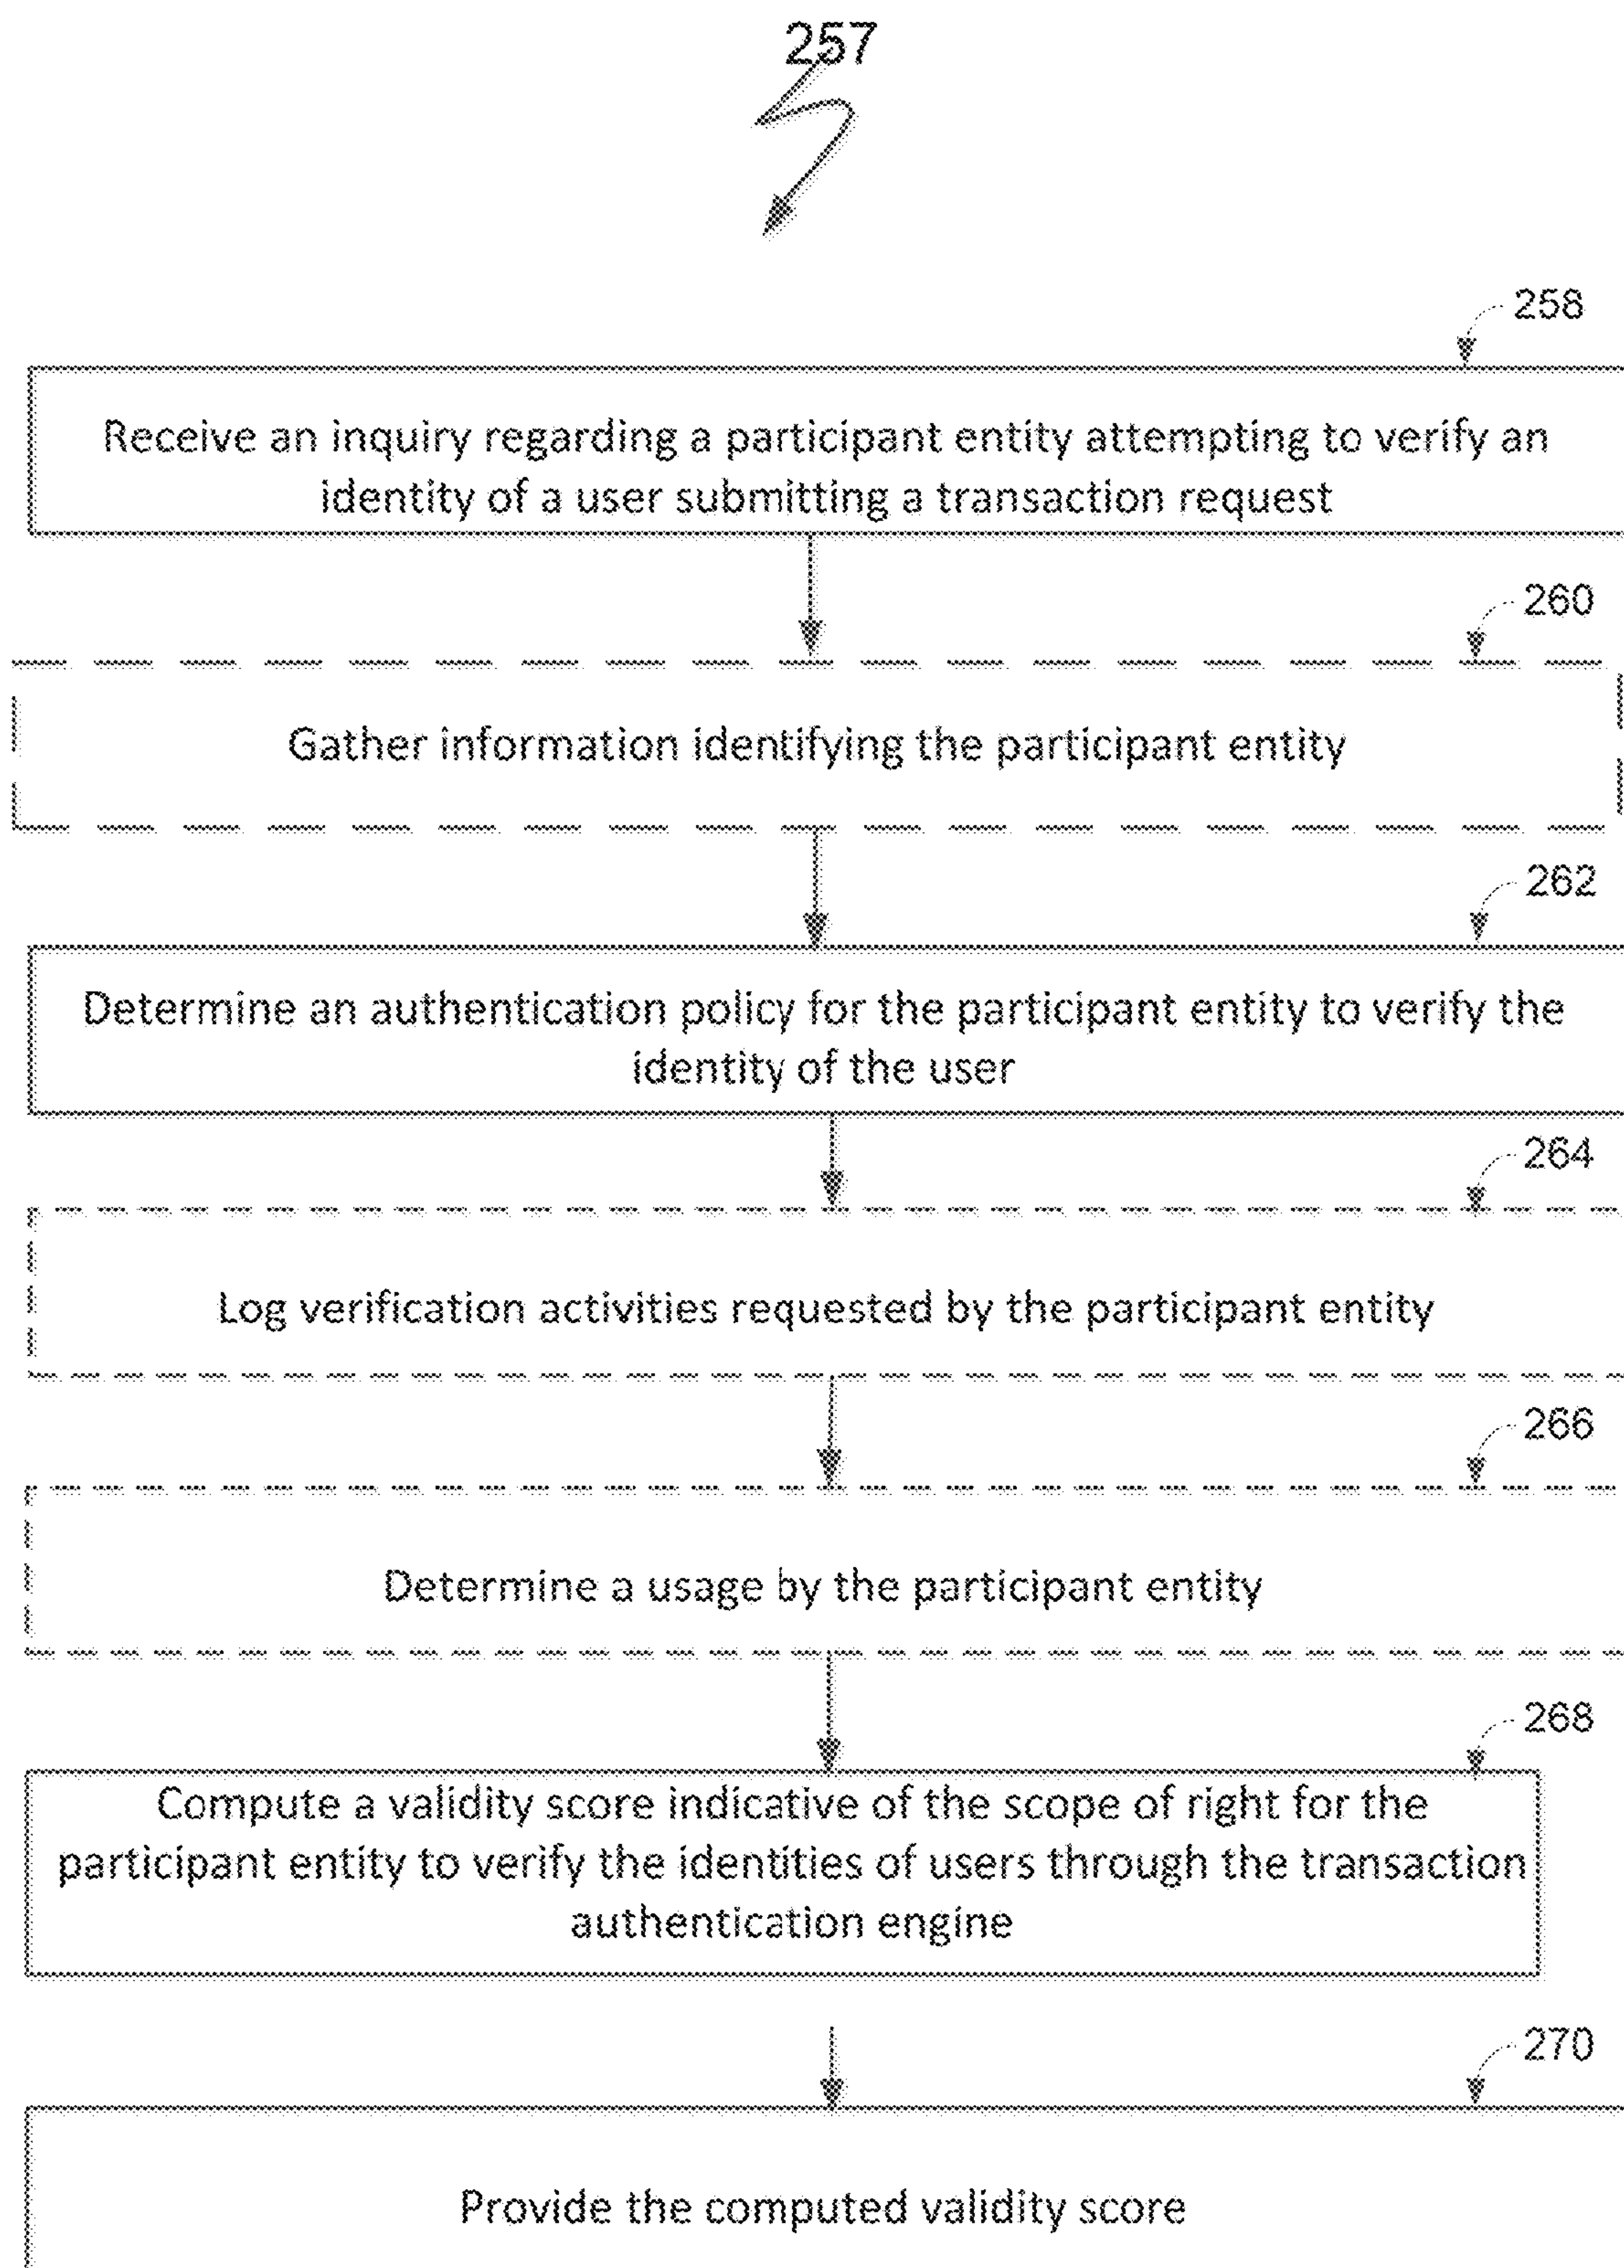 257
258
Receive an inquiry regarding a participant entity attempting to verify an
identity of a user submitting a transaction request
260
Gather information identifying the participant entity
262
Determine an authentication policy for the participant entity to verify the
identity of the user
264
Log verification activities requested by the participant entity
266
Determine a usage by the participant entity
268
Compute a validity score indicative of the scope of right for the
participant entity to verify the identities of users through the transaction
authentication engine
270
Provide the computed validity score